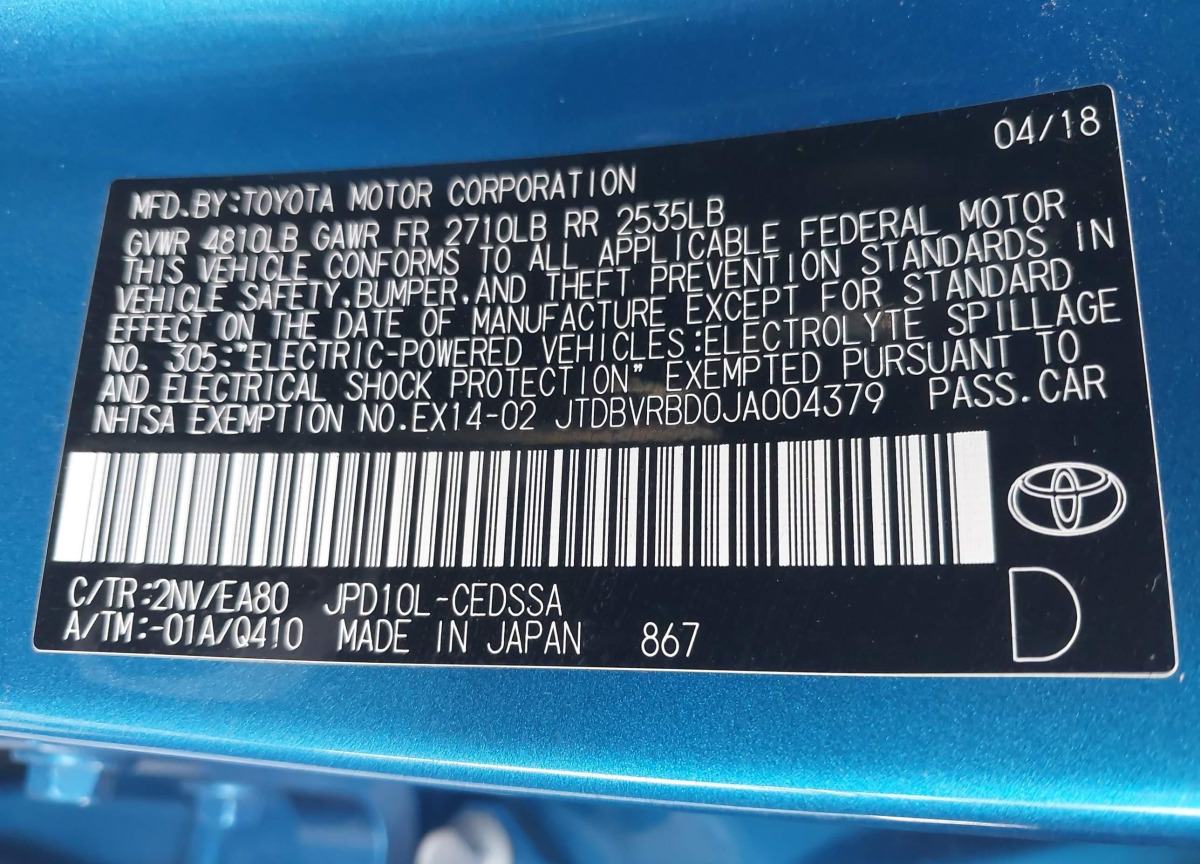 04/18
MFD.BY:TOYOTA MOTOR CORPORATION
GVWR 4810LB GAWR FR 2710LB RR 2535LB
THIS VEHICLE CONFORMS TO ALL APPLICABLE FEDERAL MOTOR
VEHICLE SAFETY,BUMPER,AND THEFT PREVENTION STANDARDS IN
EFFECT ON THE DATE OF MANUFACTURE EXCEPT FOR STANDARD
NO. 305:"ELECTRIC-POWERED VEHICLES:ELECTROLYTE SPILLAGE
AND ELECTRICAL SHOCK PROTECTION" EXEMPTED PURSUANT TO
NHTSA EXEMPTION NO.EX14-02 JTDBVRBD0JA004379 PASS.CAR
C/TR:2NV/EA80 JPD10L-CEDSSA
A/TM:-01A/Q410 MADE IN JAPAN 867
D